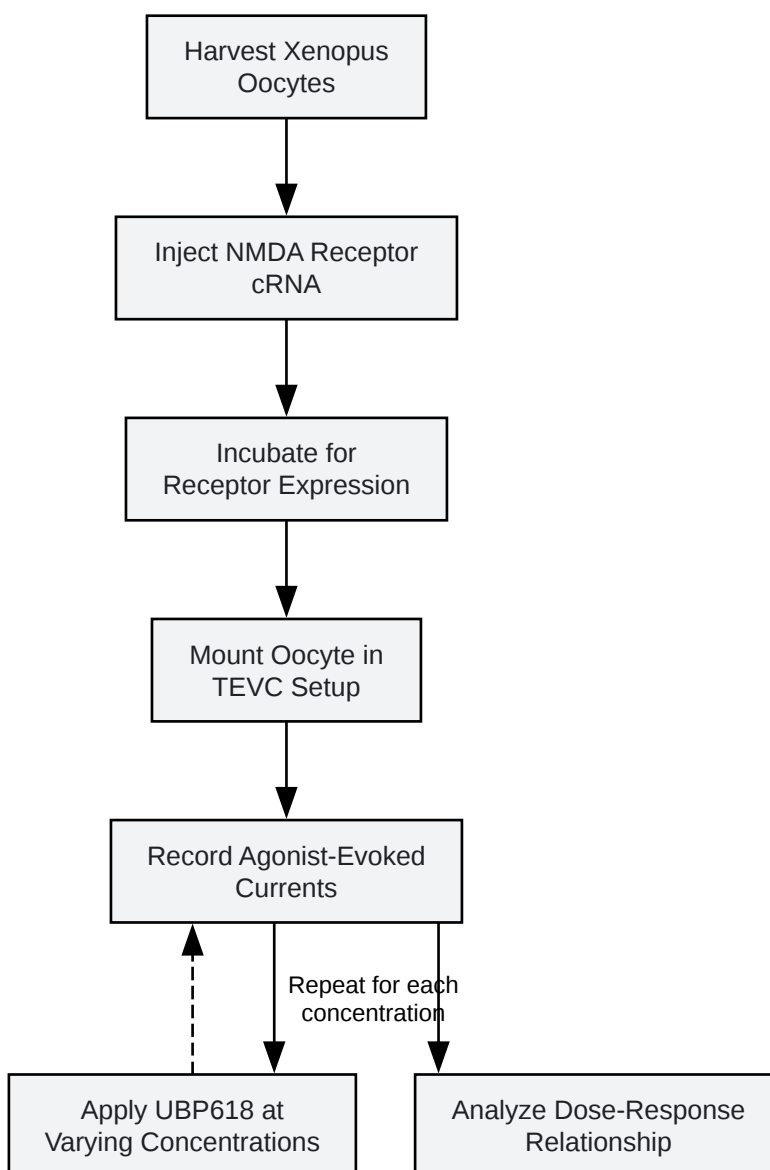 Harvest Xenopus
Oocytes
Inject NMDA Receptor
cRNA
Incubate for
Receptor Expression
Mount Oocyte in
TEVC Setup
Record Agonist-Evoked
Currents
Repeat for each
concentration
Apply UBP618 at
Varying Concentrations
Analyze Dose-Response
Relationship